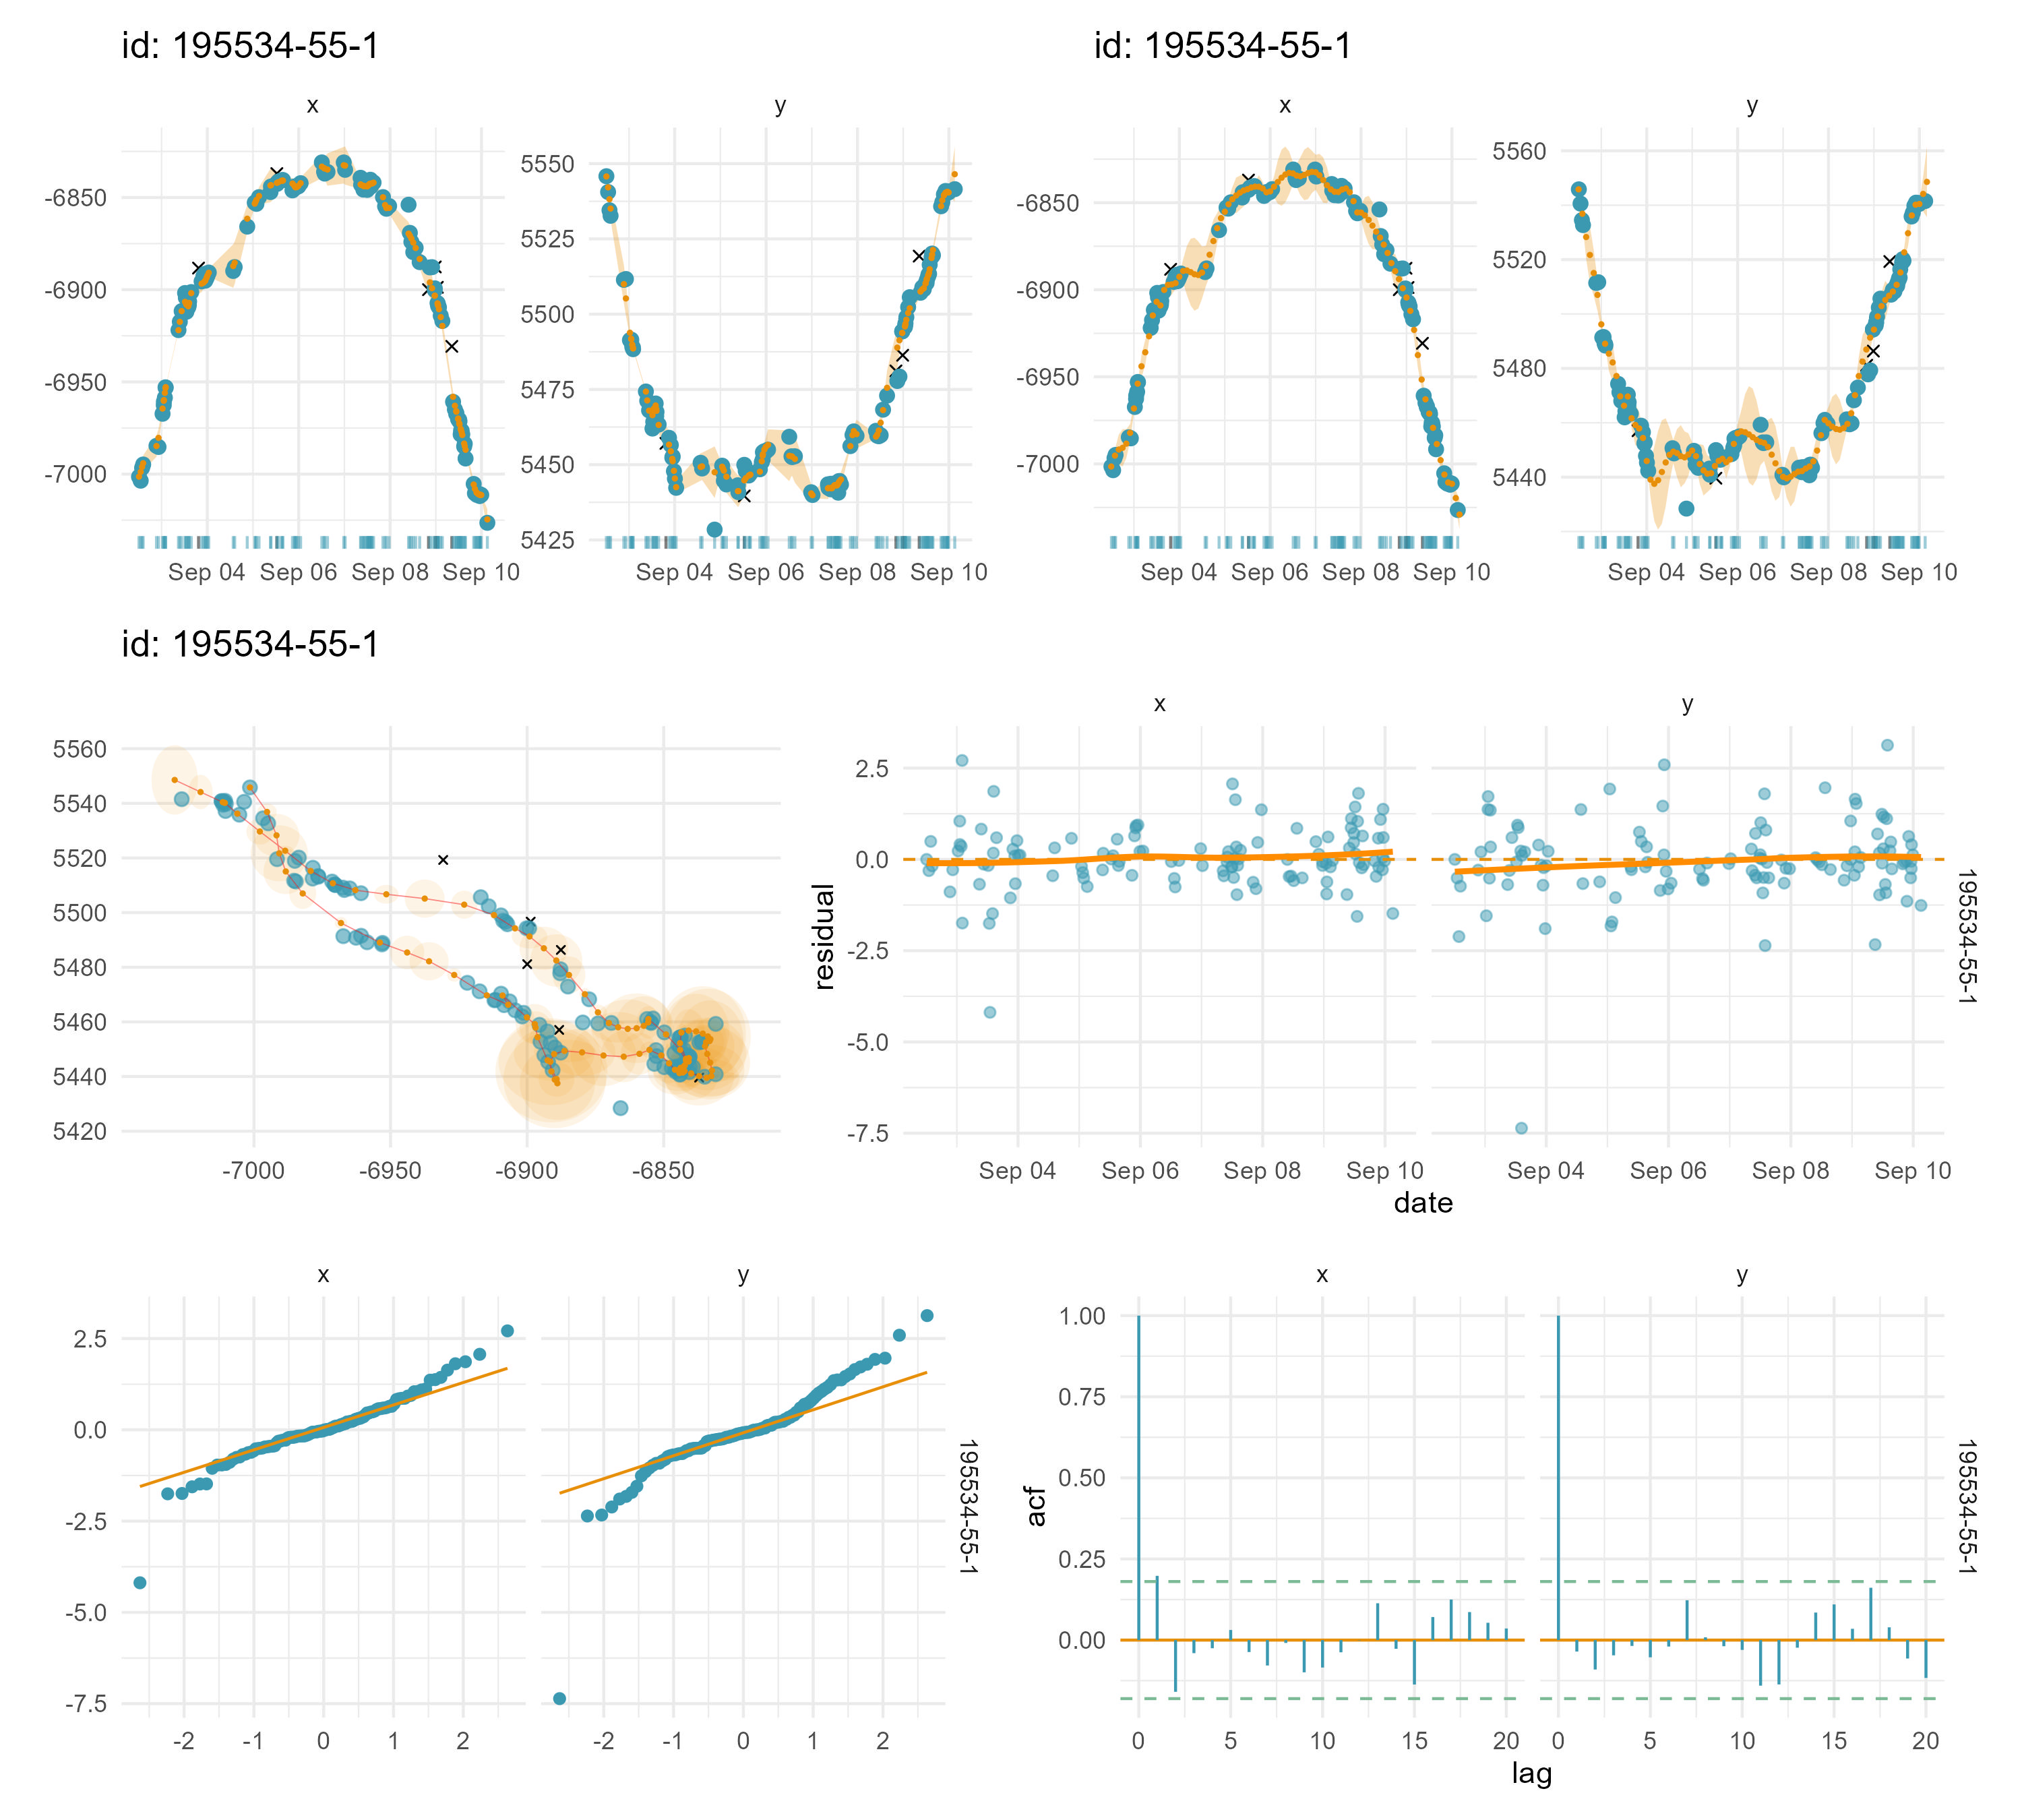 id: 195534-55-1
x
y
-6850
-6900
-6950
-7000
Sep 04 Sep 06 Sep 08 Sep 10
5550
5525
5500
5475
5450
5425
Sep 04 Sep 06 Sep 08 Sep 10
id: 195534-55-1
x
y
-6850
-6900
-6950
-7000
Sep 04 Sep 06 Sep 08 Sep 10
5560
5520
5480
5440
Sep 04 Sep 06 Sep 08 Sep 10
id: 195534-55-1
5560
5540
5520
5500
5480
5460
5440
5420
-7000 -6950 -6900 -6850
x
y
residual
2.5
0.0
-2.5
-5.0
-7.5
Sep 04 Sep 06 Sep 08 Sep 10
Sep 04 Sep 06 Sep 08 Sep 10
date
195534-55-1
x
y
2.5
0.0
-2.5
-5.0
-7.5
-2 -1 0 1 2
-2 -1 0 1 2
195534-55-1
x
y
acf
1.00
0.75
0.50
0.25
0.00
0 5 10 15 20
0 5 10 15 20
lag
195534-55-1